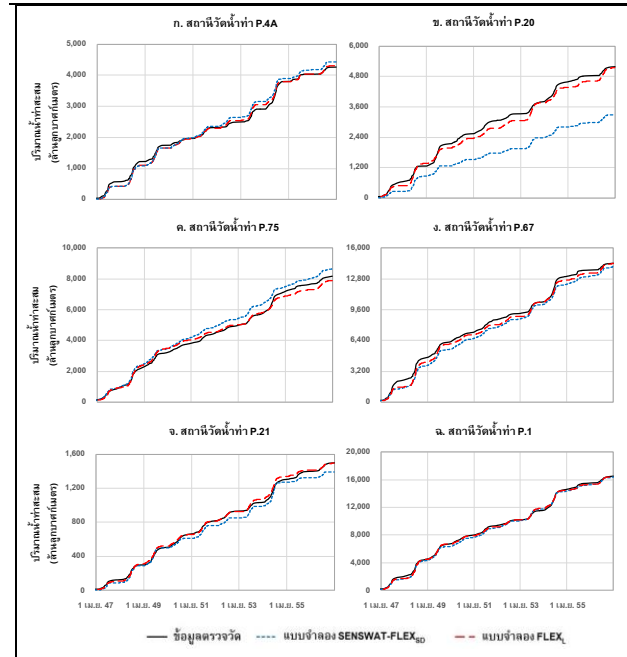 ก. สถานีวัดน้ำท่า P.4A
ข. สถานีวัดน้ำท่า P.20
ปริมาณน้ำท่าสะสม
(ล้านลูกบาศก์เมตร)
5,000
4,000
3,000
2,000
1,000
0
6,000
4,800
3,600
2,400
1,200
0
ค. สถานีวัดน้ำท่า P.75
ง. สถานีวัดน้ำท่า P.67
ปริมาณน้ำท่าสะสม
(ล้านลูกบาศก์เมตร)
10,000
8,000
6,000
4,000
2,000
0
16,000
12,800
9,600
6,400
3,200
0
จ. สถานีวัดน้ำท่า P.21
ฉ. สถานีวัดน้ำท่า P.1
ปริมาณน้ำท่าสะสม
(ล้านลูกบาศก์เมตร)
1,600
1,200
800
400
0
20,000
16,000
12,000
8,000
4,000
0
1 เม.ย. 47 1 เม.ย. 49 1 เม.ย. 51 1 เม.ย. 53 1 เม.ย. 55
1 เม.ย. 47 1 เม.ย. 49 1 เม.ย. 51 1 เม.ย. 53 1 เม.ย. 55
ข้อมูลตรวจวัด แบบจำลอง SENSWAT-FLEXSD แบบจำลอง FLEXL